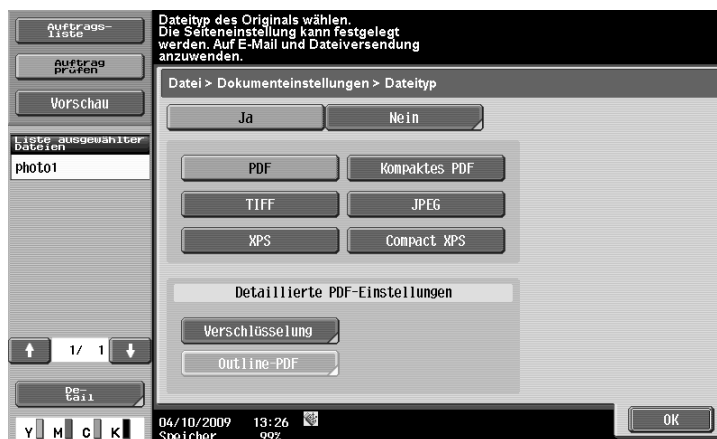 Auftrags-
liste
Auftrag
prüfen
Vorschau
Liste ausgewählter
Dateien
photo1
1/ 1
De-
tail
Y M C K
Dateityp des Originals wählen.
Die Seiteneinstellung kann festgelegt
werden. Auf E-Mail und Dateiversendung
anzuwenden.
Datei > Dokumenteinstellungen > Dateityp
Ja
Nein
PDF
Kompaktes PDF
TIFF
JPEG
XPS
Compact XPS
Detaillierte PDF-Einstellungen
Verschlüsselung
Outline-PDF
04/10/2009 13:26
Speicher 99%
OK